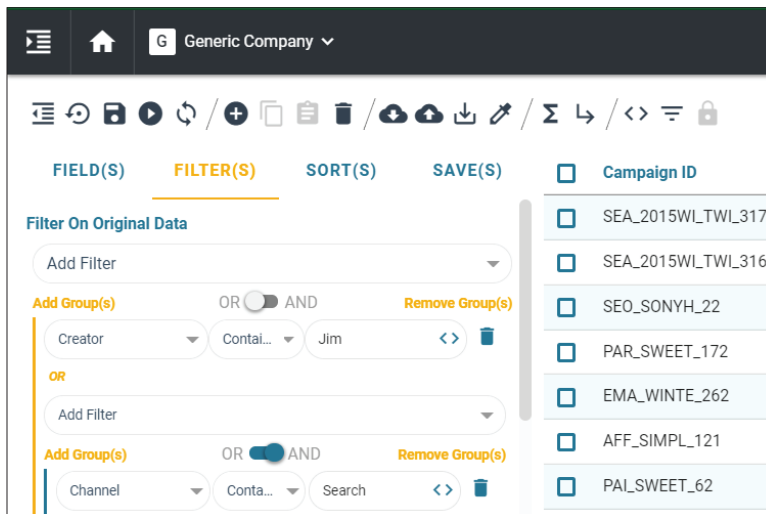 G Generic Company
FIELD(S) FILTER(S) SORT(S) SAVE(S)
Filter On Original Data
Add Filter
Add Group(s) OR AND Remove Group(s)
Creator Contai... Jim
OR
Add Filter
Add Group(s) OR AND Remove Group(s)
Channel Conta... Search
Campaign ID
SEA_2015WI_TWI_317
SEA_2015WI_TWI_316
SEO_SONYH_22
PAR_SWEET_172
EMA_WINTE_262
AFF_SIMPL_121
PAI_SWEET_62